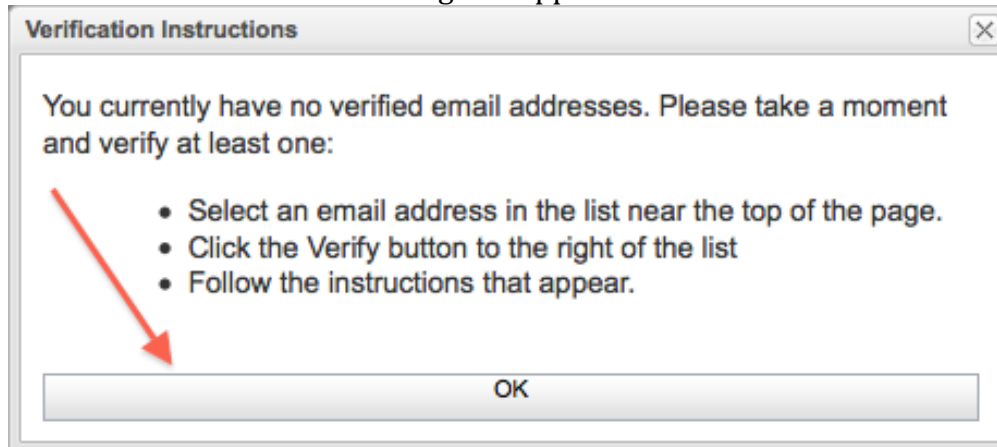 Verification Instructions
You currently have no verified email addresses. Please take a moment
and verify at least one:
• Select an email address in the list near the top of the page.
• Click the Verify button to the right of the list
• Follow the instructions that appear.
OK